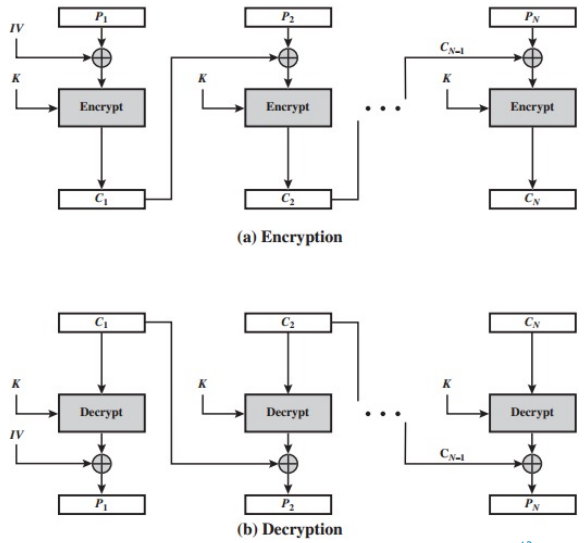 P1 P2 PN
IV
CN–1
K K K
Encrypt Encrypt Encrypt
C1 C2 CN
(a) Encryption
C1 C2 CN
K K K
Decrypt Decrypt Decrypt
IV
CN–1
P1 P2 PN
(b) Decryption